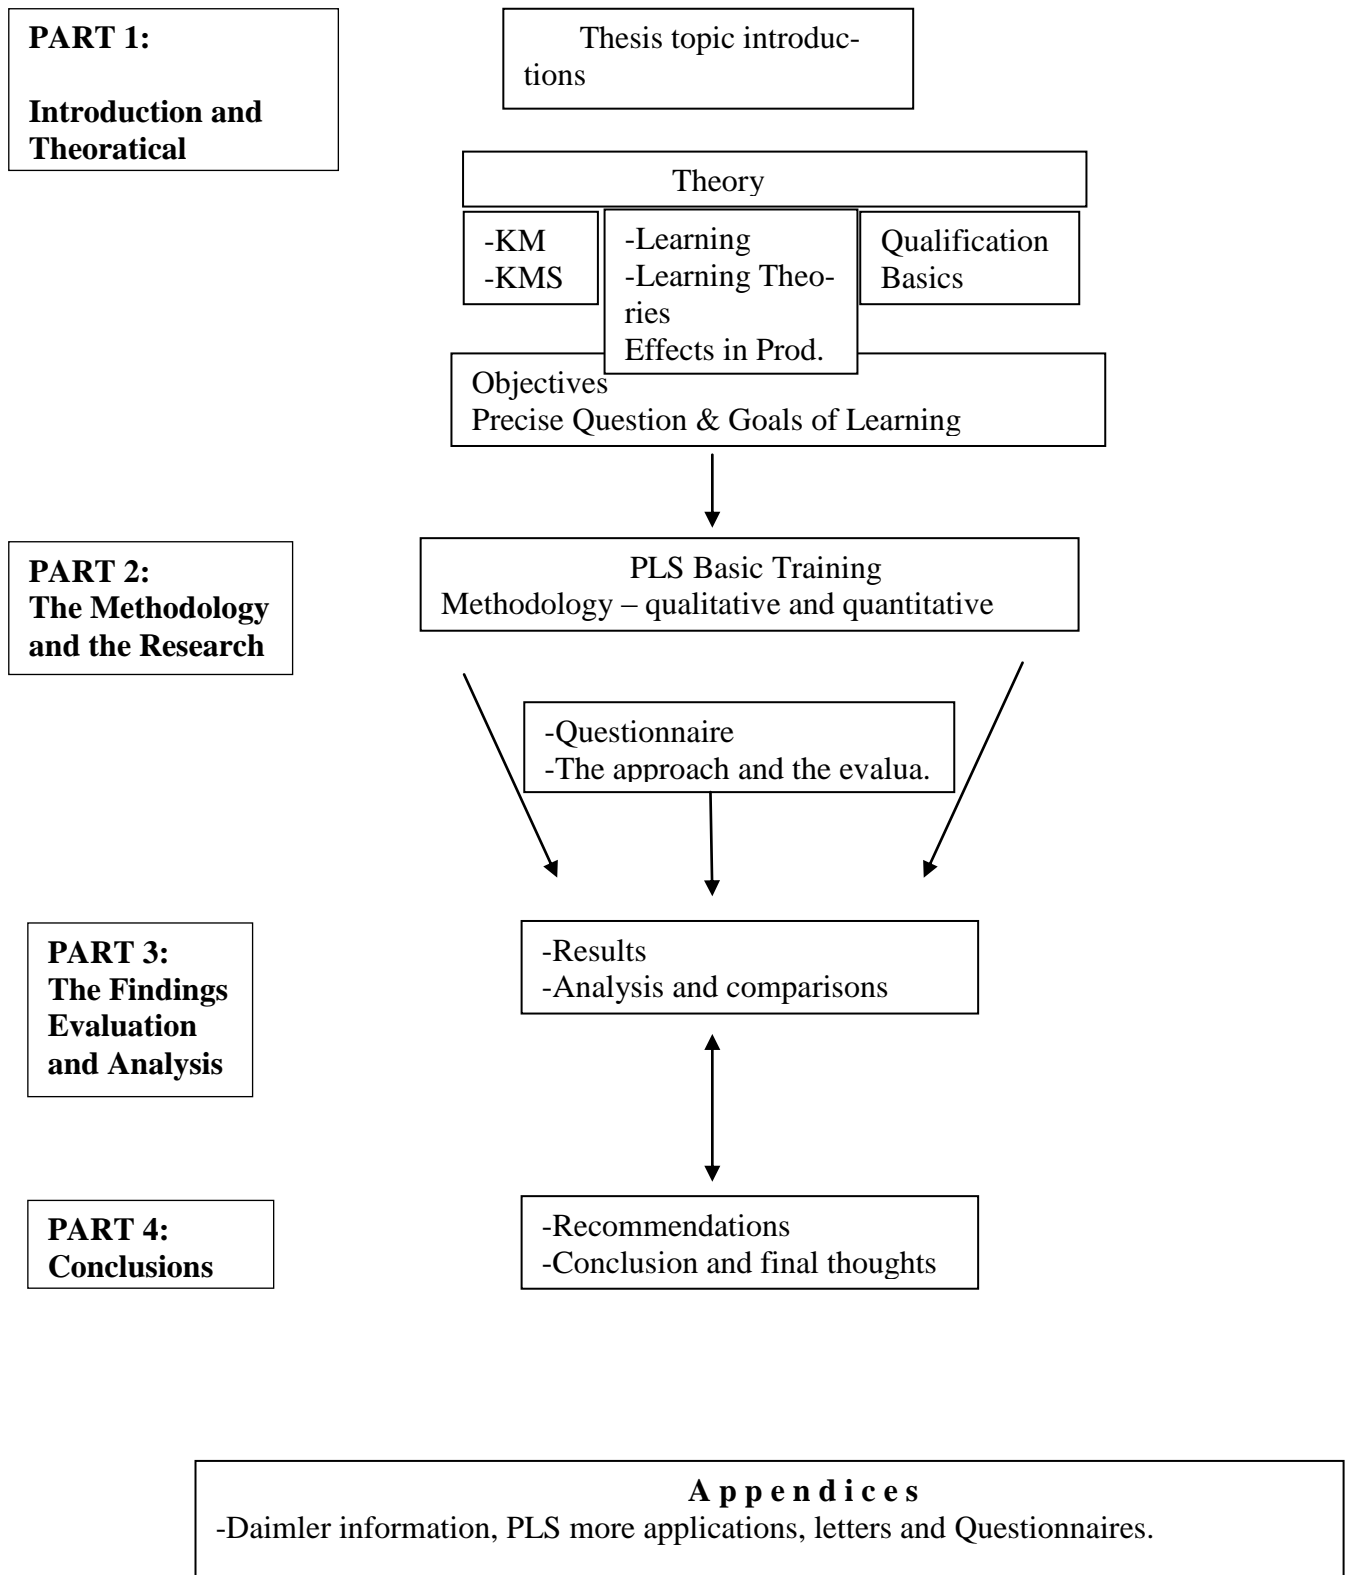 PART 1:
Introduction and
Theoratical
Thesis topic introduc-
tions
Theory
-KM
-KMS
-Learning
-Learning Theo-
ries
Effects in Prod.
Qualification
Basics
Objectives
Precise Question & Goals of Learning
PART 2:
The Methodology
and the Research
PLS Basic Training
Methodology – qualitative and quantitative
-Questionnaire
-The approach and the evalua.
PART 3:
The Findings
Evaluation
and Analysis
-Results
-Analysis and comparisons
PART 4:
Conclusions
-Recommendations
-Conclusion and final thoughts
A p p e n d i c e s
-Daimler information, PLS more applications, letters and Questionnaires.